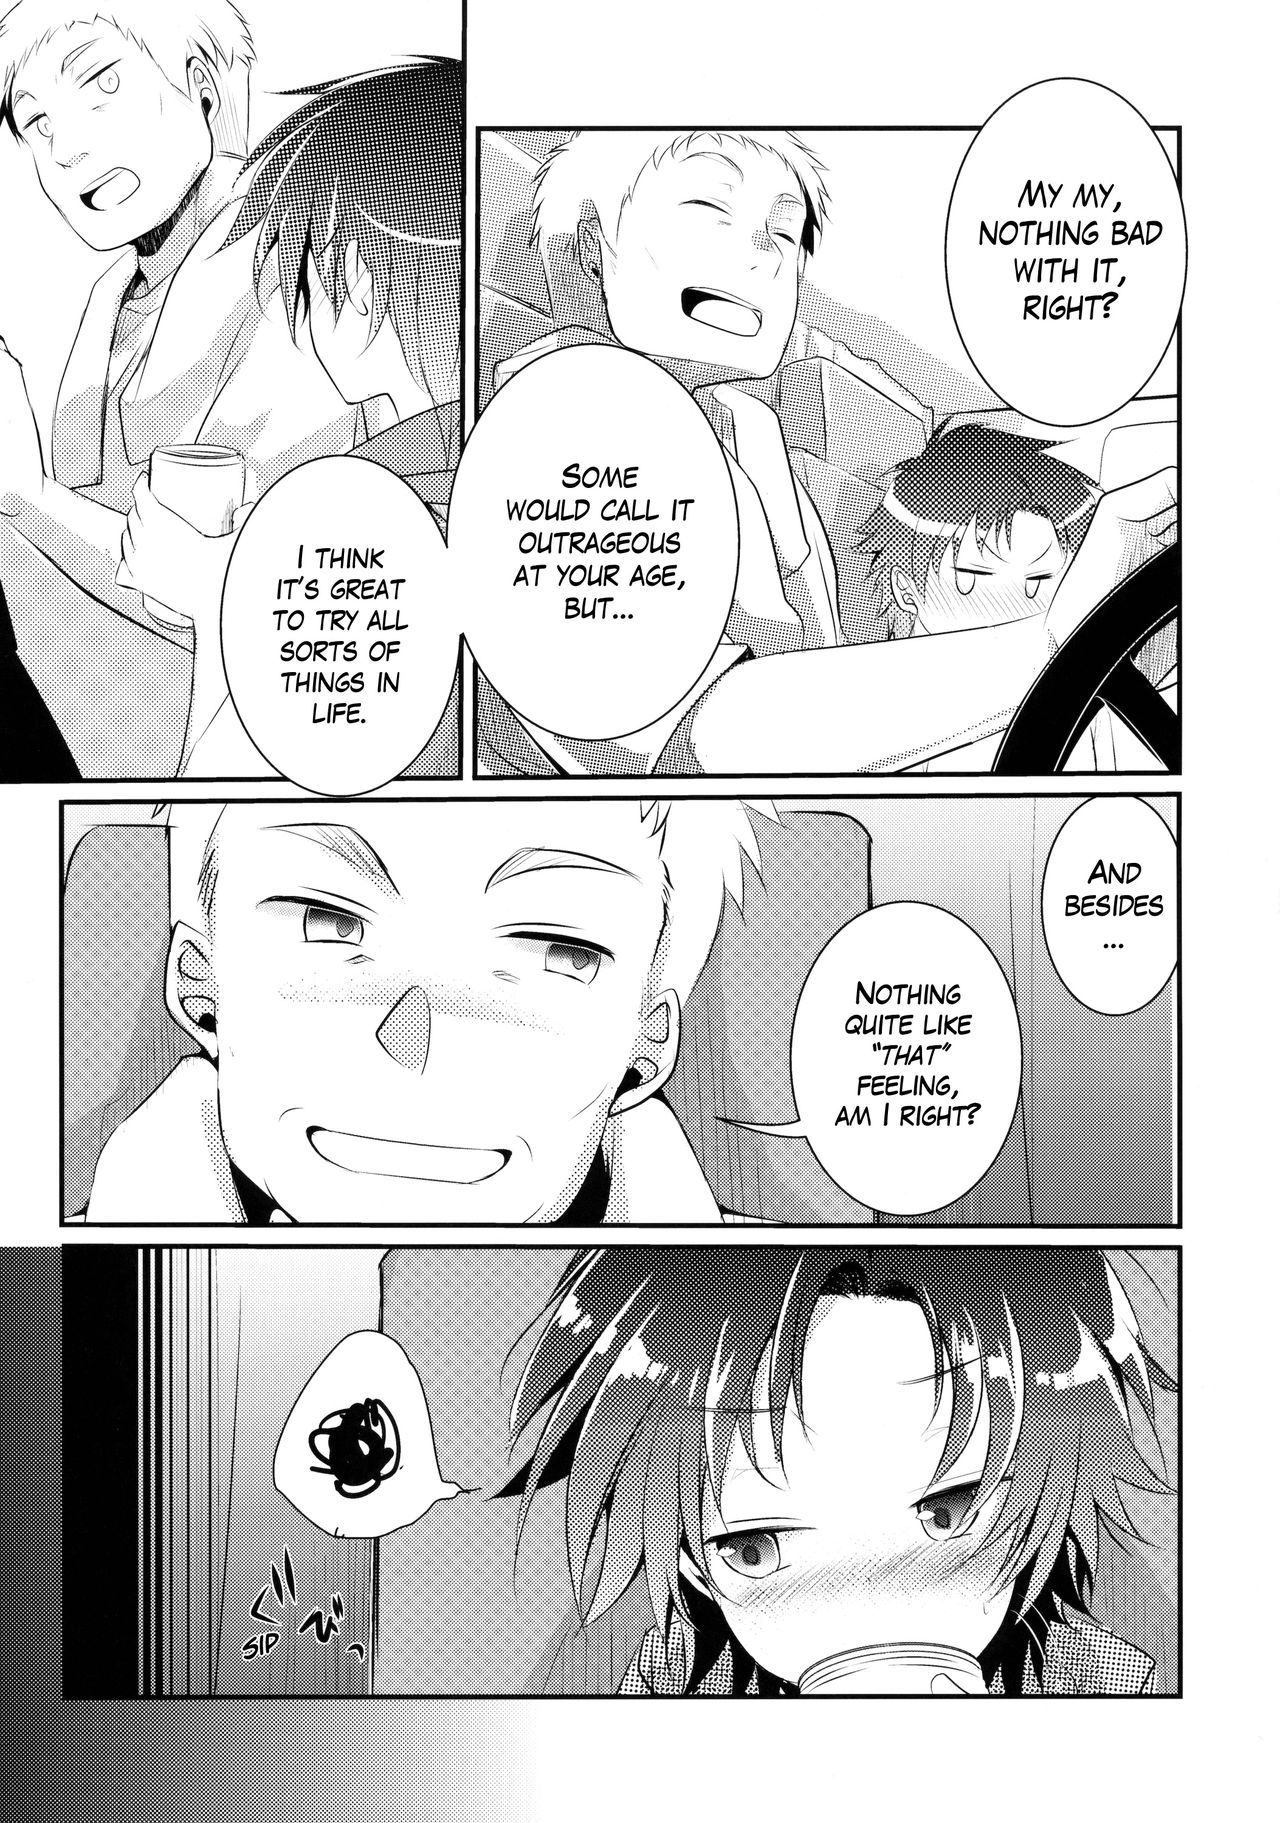 MY MY,
NOTHING BAD
WITH IT,
RIGHT?
SOME
WOULD CALL IT
OUTRAGEOUS
AT YOUR AGE,
BUT...
I THINK
IT'S GREAT
TO TRY ALL
SORTS OF
THINGS IN
LIFE.
AND
BESIDES
...
NOTHING
QUITE LIKE
"THAT"
FEELING,
AM I RIGHT?
SIP